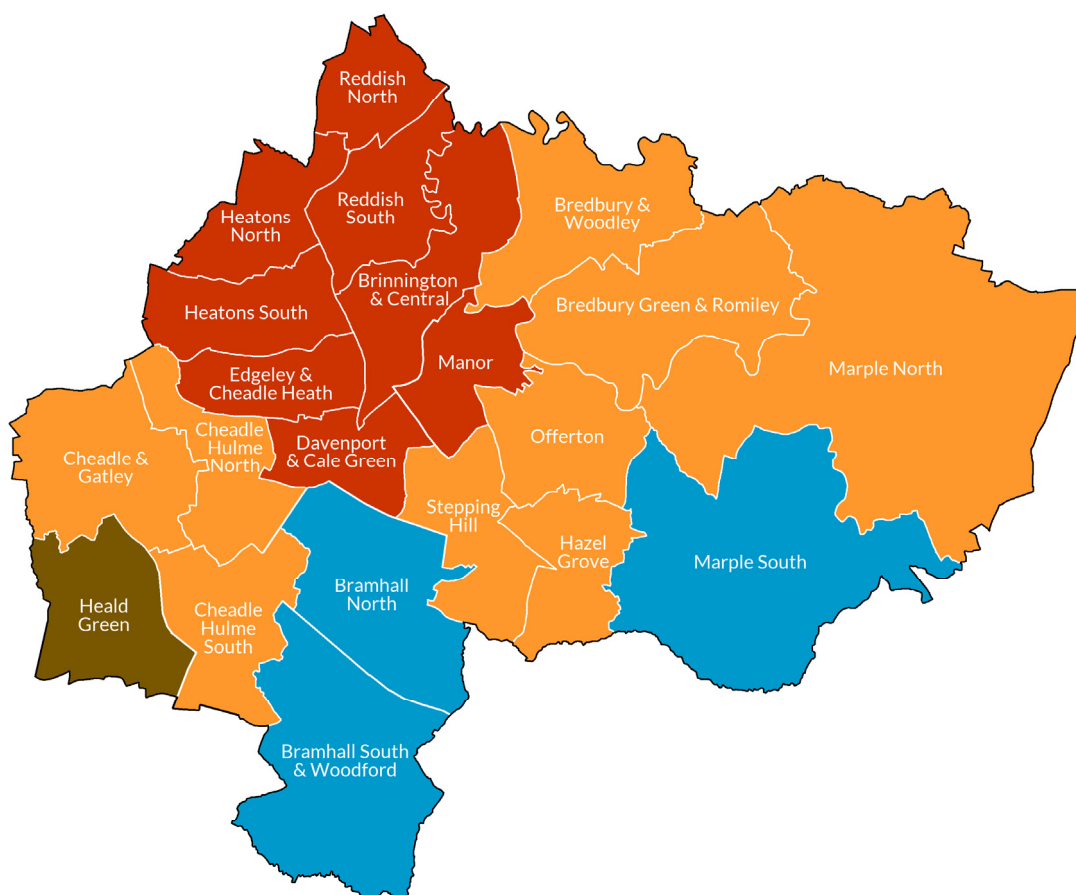 Reddish
North
Reddish
South
Heatons
North
Bredbury &
Woodley
Brinnington
& Central
Bredbury Green & Romiley
Heatons South
Manor
Marple North
Edgeley &
Cheadle Heath
Cheadle
Hulme
North
Davenport
& Cale Green
Offerton
Cheadle &
Gatley
Stepping
Hill
Hazel
Grove
Marple South
Bramhall
North
Heald
Green
Cheadle
Hulme
South
Bramhall South
& Woodford